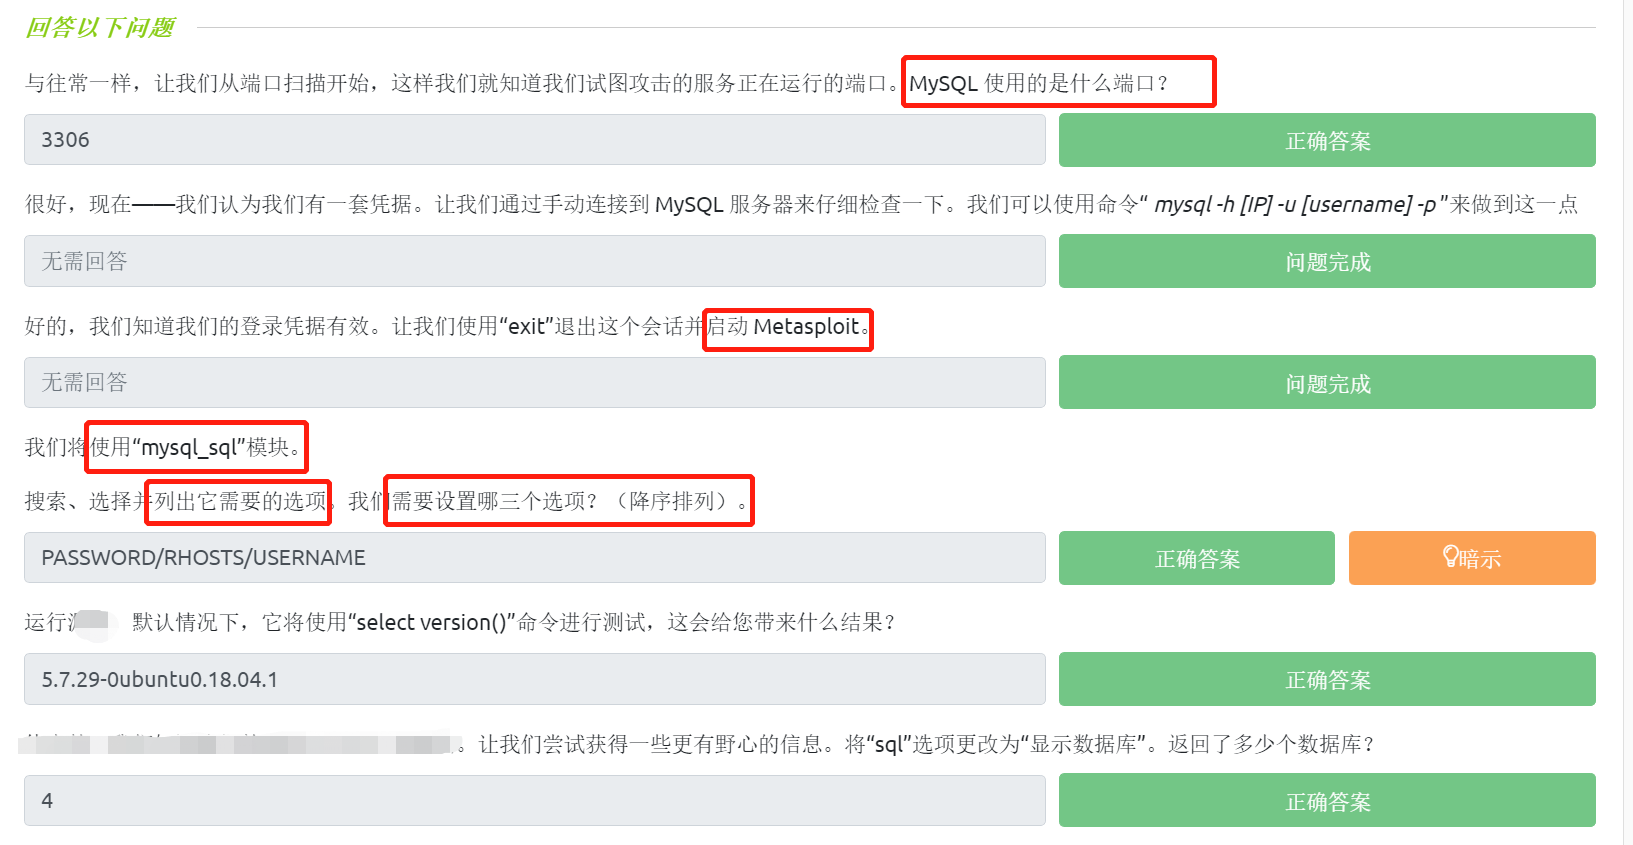 回答以下问题
与往常一样，让我们从端口扫描开始，这样我们就知道我们试图攻击的服务正在运行的端口。MySQL 使用的是什么端口？
3306
正确答案
很好，现在——我们认为我们有一套凭据。让我们通过手动连接到 MySQL 服务器来仔细检查一下。我们可以使用命令“ mysql -h [IP] -u [username] -p ”来做到这一点
无需回答
问题完成
好的，我们知道我们的登录凭据有效。让我们使用“exit”退出这个会话并启动 Metasploit。
无需回答
问题完成
我们将使用“mysql_sql”模块。
搜索、选择并列出它需要的选项。我们需要设置哪三个选项？（降序排列）。
PASSWORD/RHOSTS/USERNAME
正确答案
暗示
运行 默认情况下，它将使用“select version()”命令进行测试，这会给您带来什么结果？
5.7.29-0ubuntu0.18.04.1
正确答案
。让我们尝试获得一些更有野心的信息。将“sql”选项更改为“显示数据库”。返回了多少个数据库？
4
正确答案